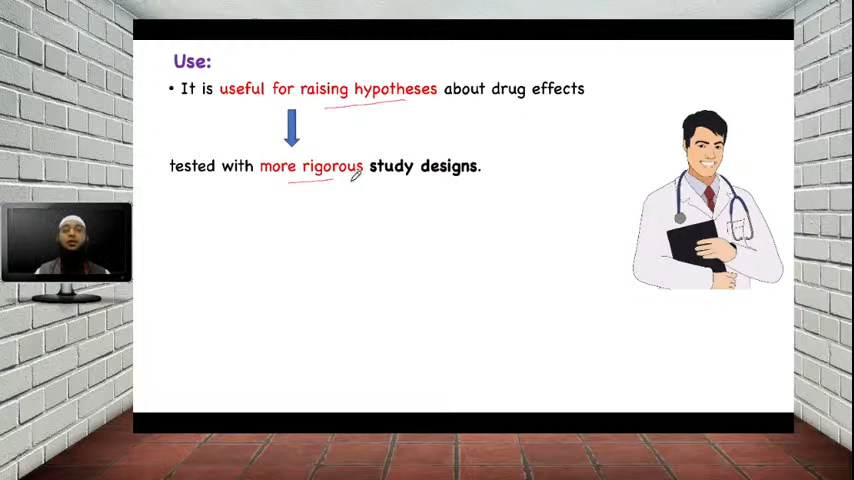 Use:
• It is useful for raising hypotheses about drug effects
tested with more rigorous study designs.